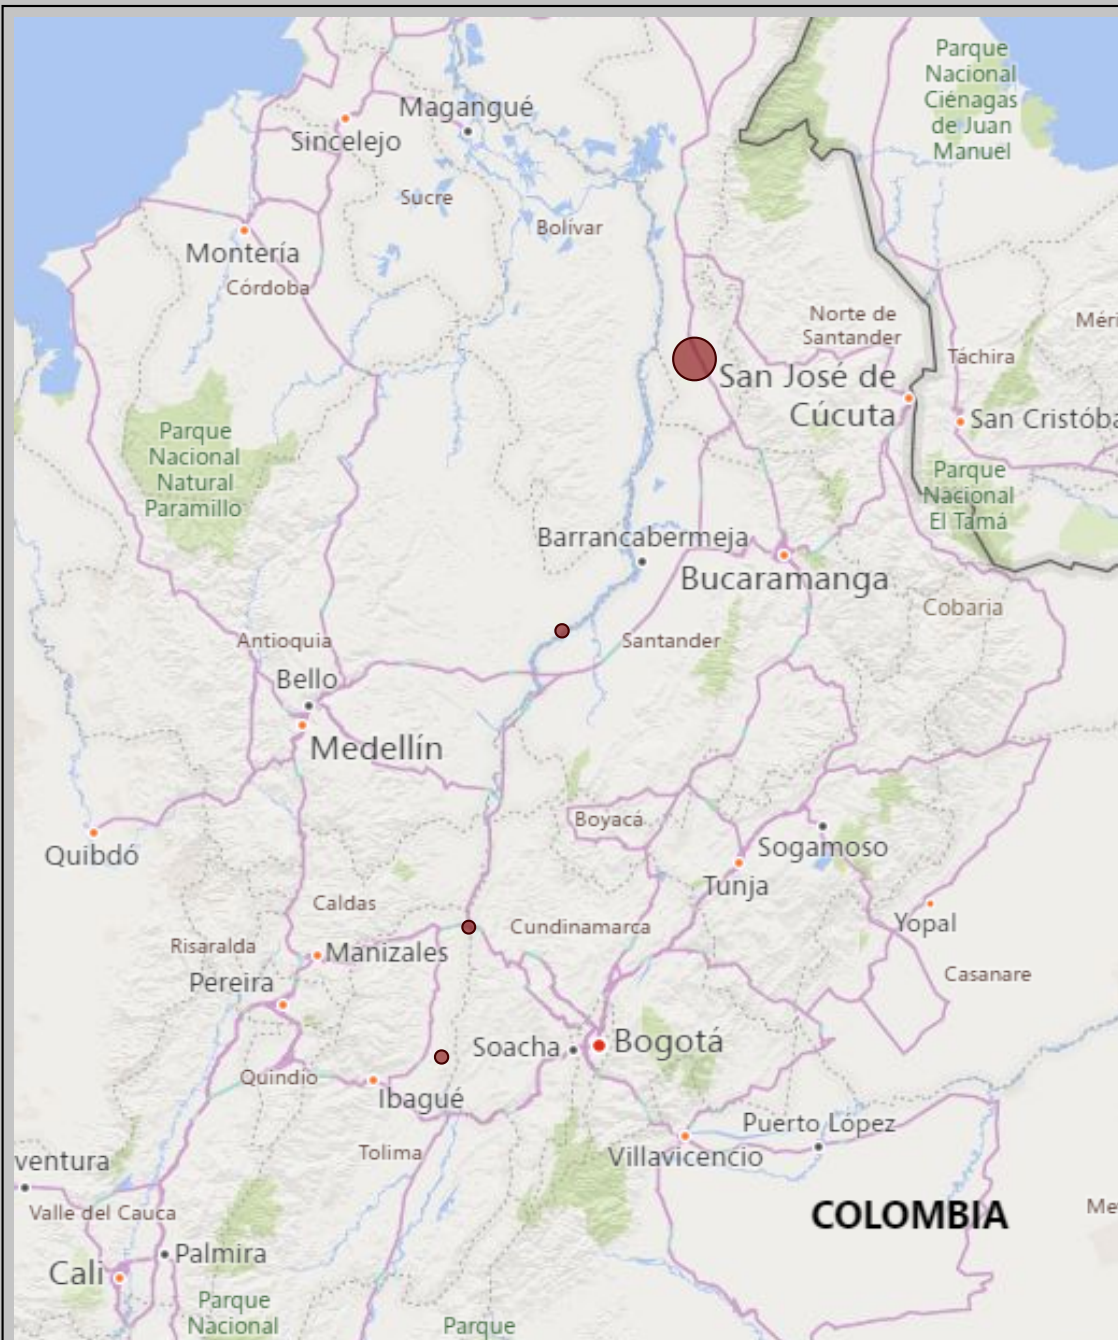 Parque
Nacional
Ciénagas
de Juan
Manuel
Magangué
Sincelejo
Sucre
Bolívar
Montería
Córdoba
Norte de
Santander
Méri
Táchira
San José de
Cúcuta
San Cristóba
Parque
Nacional
Natural
Paramillo
Parque
Nacional
El Tamá
Barrancabermeja
Bucaramanga
Cobaria
Antioquia
Santander
Bello
Medellín
Boyacá
Quibdó
Sogamoso
Tunja
Caldas
Cundinamarca
Yopal
Risaralda
Manizales
Pereira
Casanare
Soacha
Bogotá
Quindío
Ibagué
Puerto López
Tolima
Villavicencio
ventura
Valle del Cauca
COLOMBIA
Me
Palmira
Cali
Parque
Nacional
Parque